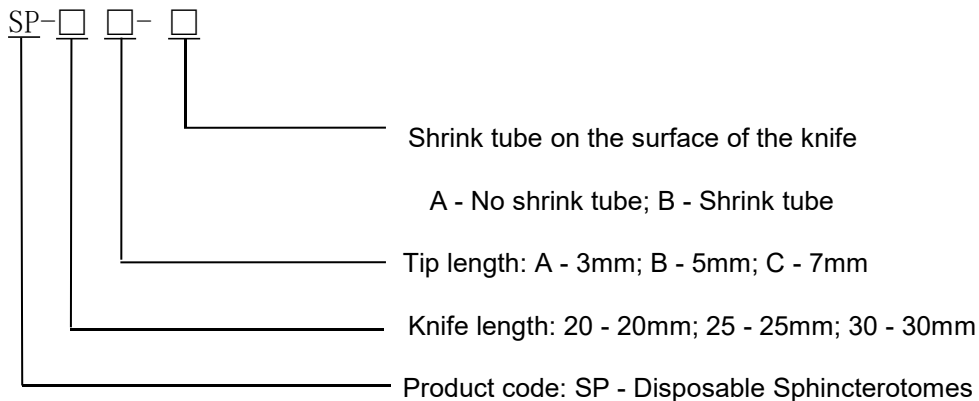 SP-□ □- □
Shrink tube on the surface of the knife
A - No shrink tube; B - Shrink tube
Tip length: A - 3mm; B - 5mm; C - 7mm
Knife length: 20 - 20mm; 25 - 25mm; 30 - 30mm
Product code: SP - Disposable Sphincterotomes